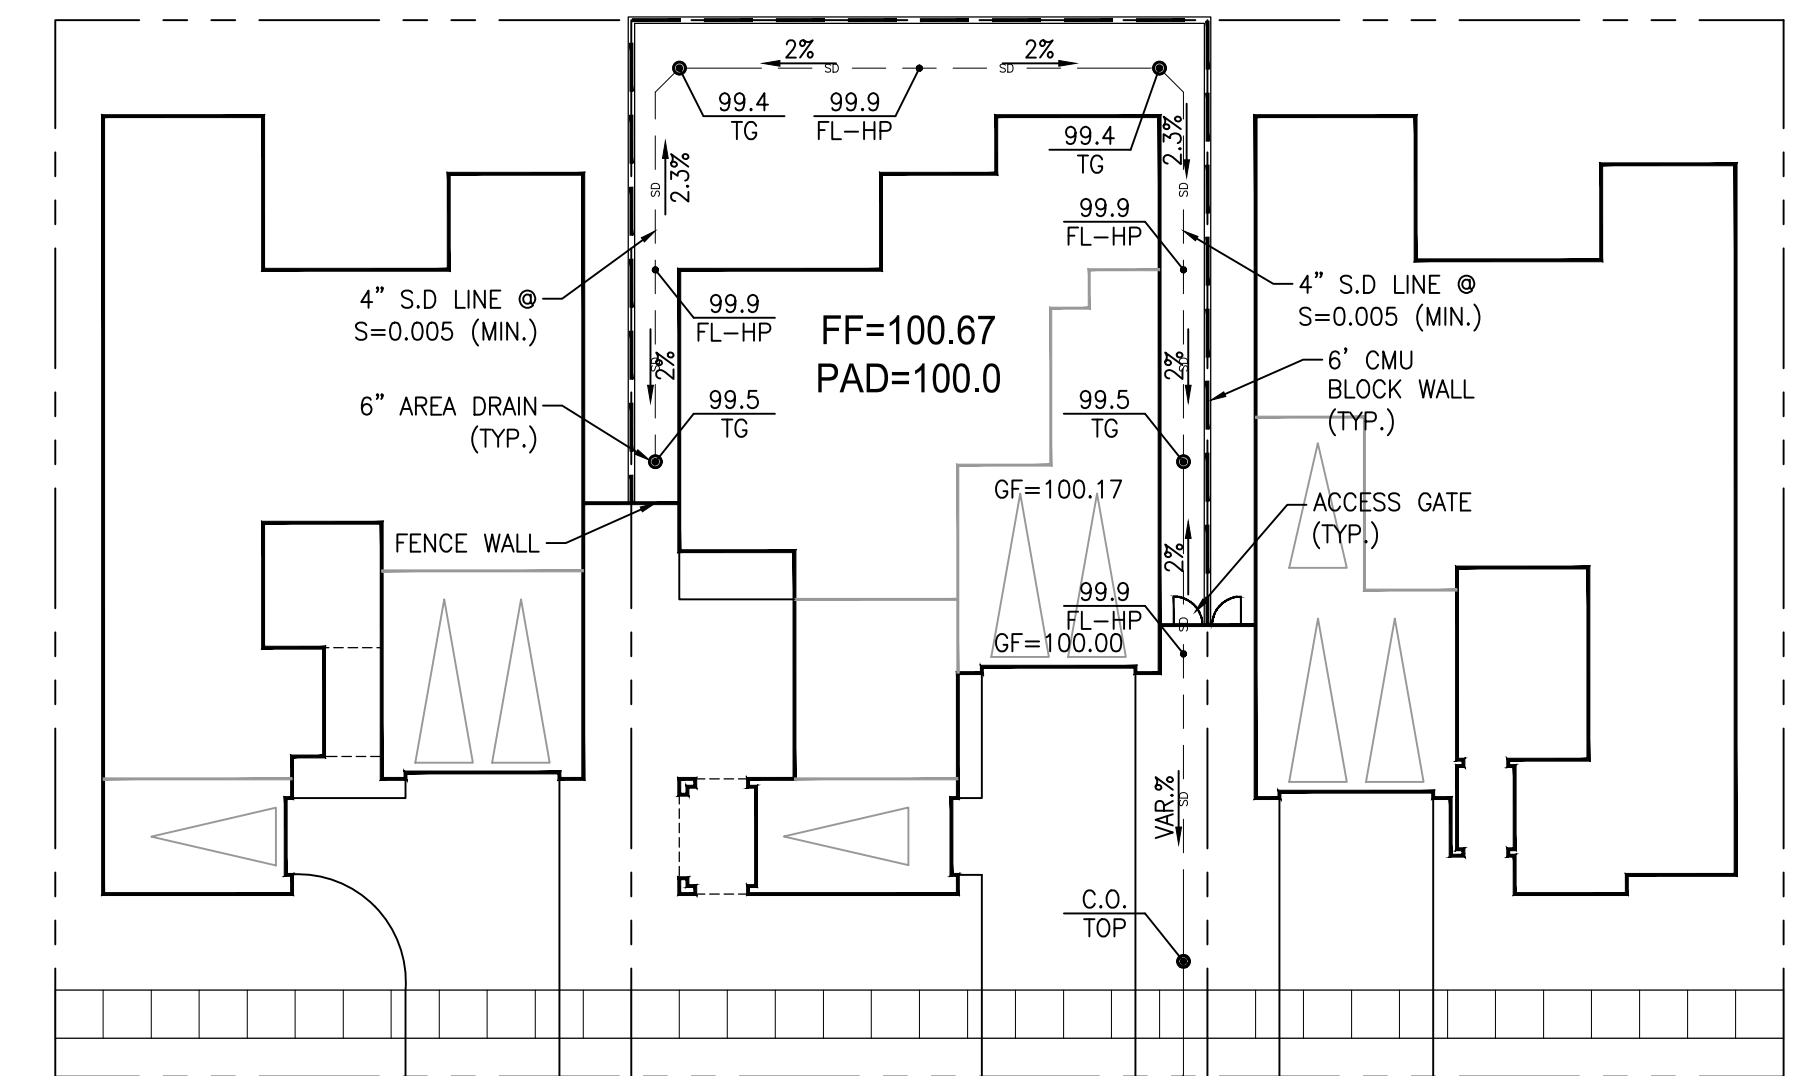 2%
SD
SD
2%
99.4
TG
99.9
FL-HP
99.4
TG
2.3%
SD
2.3%
SD
99.9
FL-HP
4" S.D LINE @
S=0.005 (MIN.)
99.9
FL-HP
FF=100.67
PAD=100.0
4" S.D LINE @
S=0.005 (MIN.)
2%
SD
2%
SD
6' CMU
BLOCK WALL
(TYP.)
6" AREA DRAIN
(TYP.)
99.5
TG
99.5
TG
GF=100.17
ACCESS GATE
(TYP.)
FENCE WALL
2%
99.9
FL-HP
SD
GF=100.00
VAR.%
SD
C.O.
TOP